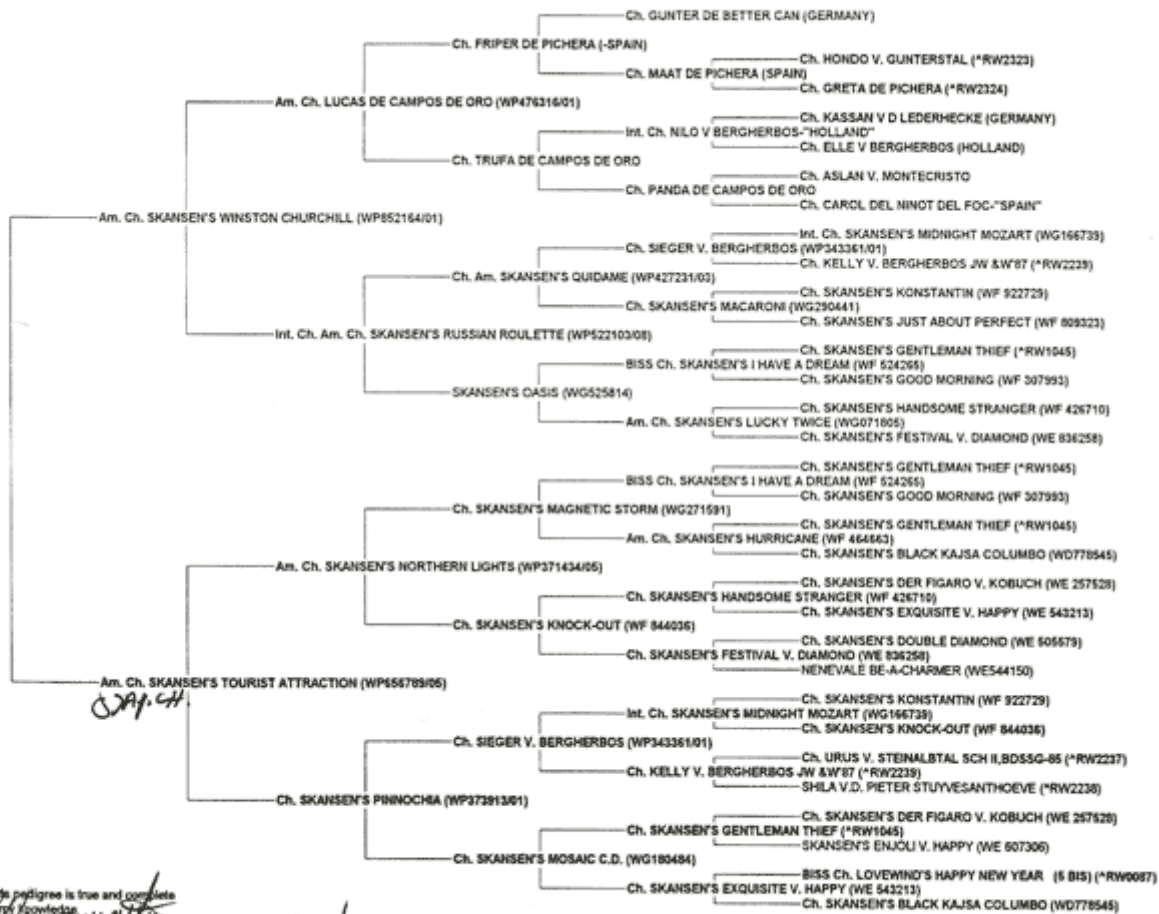 Ch. GUNTER DE BETTER CAN (GERMANY)
Ch. FRIPER DE PICHERA (-SPAIN)
Ch. HONDO V. GUNTERSTAL (^RW2323)
Ch. MAAT DE PICHERA (SPAIN)
Ch. GRETA DE PICHERA (^RW2324)
Am. Ch. LUCAS DE CAMPOS DE ORO (WP476316/01)
Ch. KASSAN V D LEDERHECKE (GERMANY)
Int. Ch. NILO V BERGHERBOS-"HOLLAND"
Ch. ELLE V BERGHERBOS (HOLLAND)
Ch. TRUFA DE CAMPOS DE ORO
Ch. ASLAN V. MONTECRISTO
Ch. PANDA DE CAMPOS DE ORO
Ch. CAROL DEL NINOT DEL FOC-"SPAIN"
Am. Ch. SKANSEN'S WINSTON CHURCHILL (WP852164/01)
Int. Ch. SKANSEN'S MIDNIGHT MOZART (WG166739)
Ch. SIEGER V. BERGHERBOS (WP343361/01)
Ch. KELLY V. BERGHERBOS JW &W'87 (^RW2239)
Ch. Am. SKANSEN'S QUIDAME (WP427231/03)
Ch. SKANSEN'S KONSTANTIN (WF 922729)
Ch. SKANSEN'S MACARONI (WG290441)
Ch. SKANSEN'S JUST ABOUT PERFECT (WF 809323)
Int. Ch. Am. Ch. SKANSEN'S RUSSIAN ROULETTE (WP522103/08)
Ch. SKANSEN'S GENTLEMAN THIEF (^RW1045)
BISS Ch. SKANSEN'S I HAVE A DREAM (WF 524265)
Ch. SKANSEN'S GOOD MORNING (WF 307993)
SKANSEN'S OASIS (WG525814)
Ch. SKANSEN'S HANDSOME STRANGER (WF 426710)
Am. Ch. SKANSEN'S LUCKY TWICE (WG071805)
Ch. SKANSEN'S FESTIVAL V. DIAMOND (WE 836258)
Ch. SKANSEN'S GENTLEMAN THIEF (^RW1045)
BISS Ch. SKANSEN'S I HAVE A DREAM (WF 524265)
Ch. SKANSEN'S GOOD MORNING (WF 307993)
Ch. SKANSEN'S MAGNETIC STORM (WG271591)
Ch. SKANSEN'S GENTLEMAN THIEF (^RW1045)
Am. Ch. SKANSEN'S HURRICANE (WF 464663)
Ch. SKANSEN'S BLACK KAJSA COLUMBO (WD778545)
Am. Ch. SKANSEN'S NORTHERN LIGHTS (WP371434/05)
Ch. SKANSEN'S DER FIGARO V. KOBUCH (WE 257528)
Ch. SKANSEN'S HANDSOME STRANGER (WF 426710)
Ch. SKANSEN'S EXQUISITE V. HAPPY (WE 543213)
Ch. SKANSEN'S KNOCK-OUT (WF 844036)
Ch. SKANSEN'S DOUBLE DIAMOND (WE 505579)
Ch. SKANSEN'S FESTIVAL V. DIAMOND (WE 836258)
NENEVALE BE-A-CHARMER (WE544150)
Am. Ch. SKANSEN'S TOURIST ATTRACTION (WP656789/05)
Ch. SKANSEN'S KONSTANTIN (WF 922729)
Int. Ch. SKANSEN'S MIDNIGHT MOZART (WG166739)
Ch. SKANSEN'S KNOCK-OUT (WF 844036)
Ch. SIEGER V. BERGHERBOS (WP343361/01)
Ch. URUS V. STEINALBTAL SCH II,BDSSG-85 (^RW2237)
Ch. KELLY V. BERGHERBOS JW &W'87 (^RW2239)
SHILA V.D. PIETER STUYVESANTHOEVE (^RW2238)
Ch. SKANSEN'S PINNOCHIA (WP373913/01)
Ch. SKANSEN'S DER FIGARO V. KOBUCH (WE 257528)
Ch. SKANSEN'S GENTLEMAN THIEF (^RW1045)
SKANSEN'S ENJOLI V. HAPPY (WE 607306)
Ch. SKANSEN'S MOSAIC C.D. (WG180484)
BISS Ch. LOVEWIND'S HAPPY NEW YEAR (5 BIS) (^RW0087)
Ch. SKANSEN'S EXQUISITE V. HAPPY (WE 543213)
Ch. SKANSEN'S BLACK KAJSA COLUMBO (WD778545)
pedigree is true and complete
my knowledge